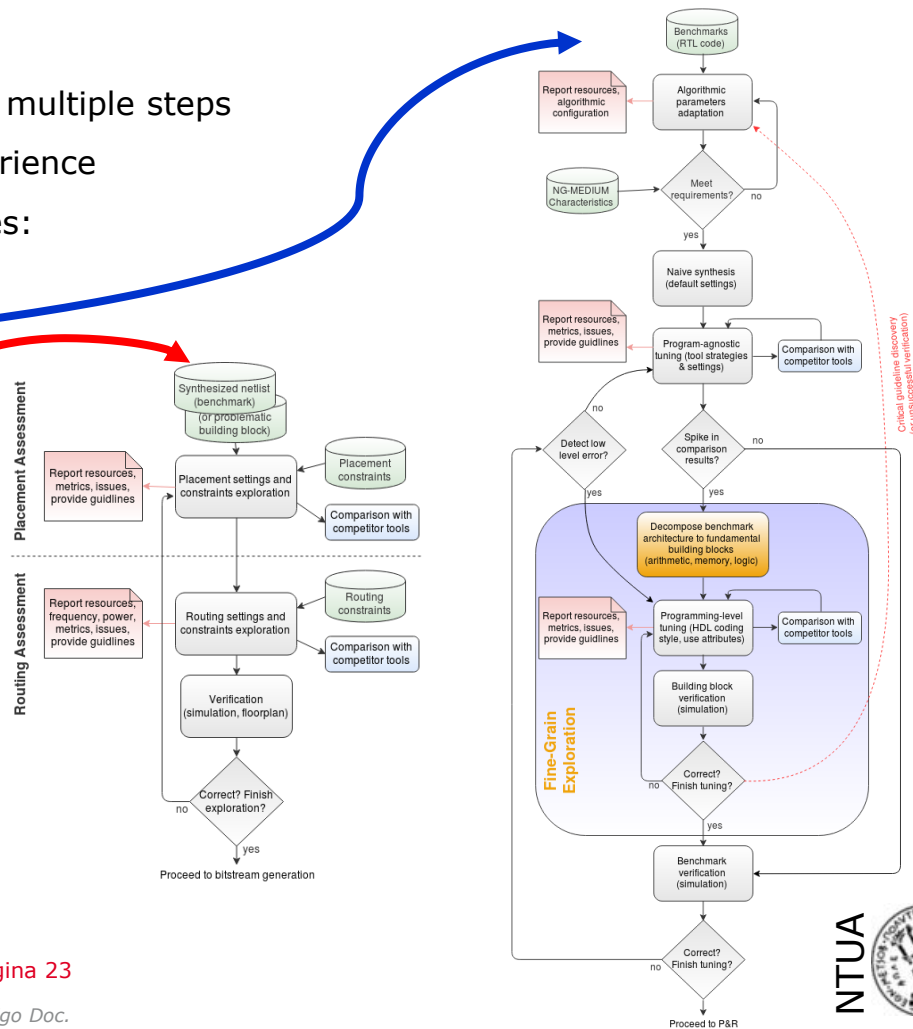 multiple steps
rience
es:
Placement Assessment
Routing Assessment
Synthesized netlist
(benchmark)
(or problematic
building block)
Report resources,
metrics, issues,
provide guidlines
Placement settings and
constraints exploration
Placement
constraints
Comparison with
competitor tools
Report resources,
frequency, power,
metrics, issues,
provide guidlines
Routing settings and
constraints exploration
Routing
constraints
Comparison with
competitor tools
Verification
(simulation, floorplan)
Correct? Finish
exploration?
no
yes
Proceed to bitstream generation
Benchmarks
(RTL code)
Report resources,
algorithmic
configuration
Algorithmic
parameters
adaptation
NG-MEDIUM
Characteristics
Meet
requirements?
no
yes
Naive synthesis
(default settings)
Report resources,
metrics, issues,
provide guidlines
Program-agnostic
tuning (tool strategies
& settings)
Comparison with
competitor tools
Critical guideline discovery
(or unsuccessful verification)
no
Detect low
level error?
yes
Spike in
comparison
results?
no
yes
Decompose benchmark
architecture to fundamental
building blocks
(arithmetic, memory, logic)
Report resources,
metrics, issues,
provide guidlines
Programming-level
tuning (HDL coding
style, use attributes)
Comparison with
competitor tools
Building block
verification
(simulation)
Fine-Grain
Exploration
Correct?
Finish tuning?
no
yes
Benchmark
verification
(simulation)
Correct?
Finish tuning?
no
yes
Proceed to P&R
NTUA
gina 23
go Doc.